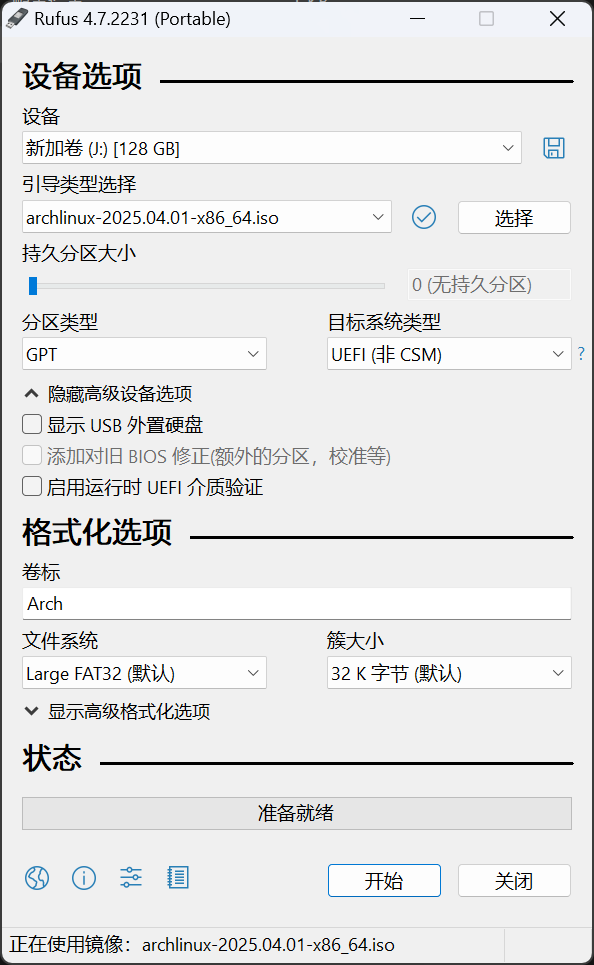 Rufus 4.7.2231 (Portable)
设备选项
设备
新加卷 (J:) [128 GB]
引导类型选择
archlinux-2025.04.01-x86_64.iso
选择
持久分区大小
0 (无持久分区)
分区类型
目标系统类型
GPT
UEFI (非 CSM)
?
隐藏高级设备选项
显示 USB 外置硬盘
添加对旧 BIOS 修正(额外的分区，校准等)
启用运行时 UEFI 介质验证
格式化选项
卷标
Arch
文件系统
簇大小
Large FAT32 (默认)
32 K 字节 (默认)
显示高级格式化选项
状态
准备就绪
开始
关闭
正在使用镜像：archlinux-2025.04.01-x86_64.iso